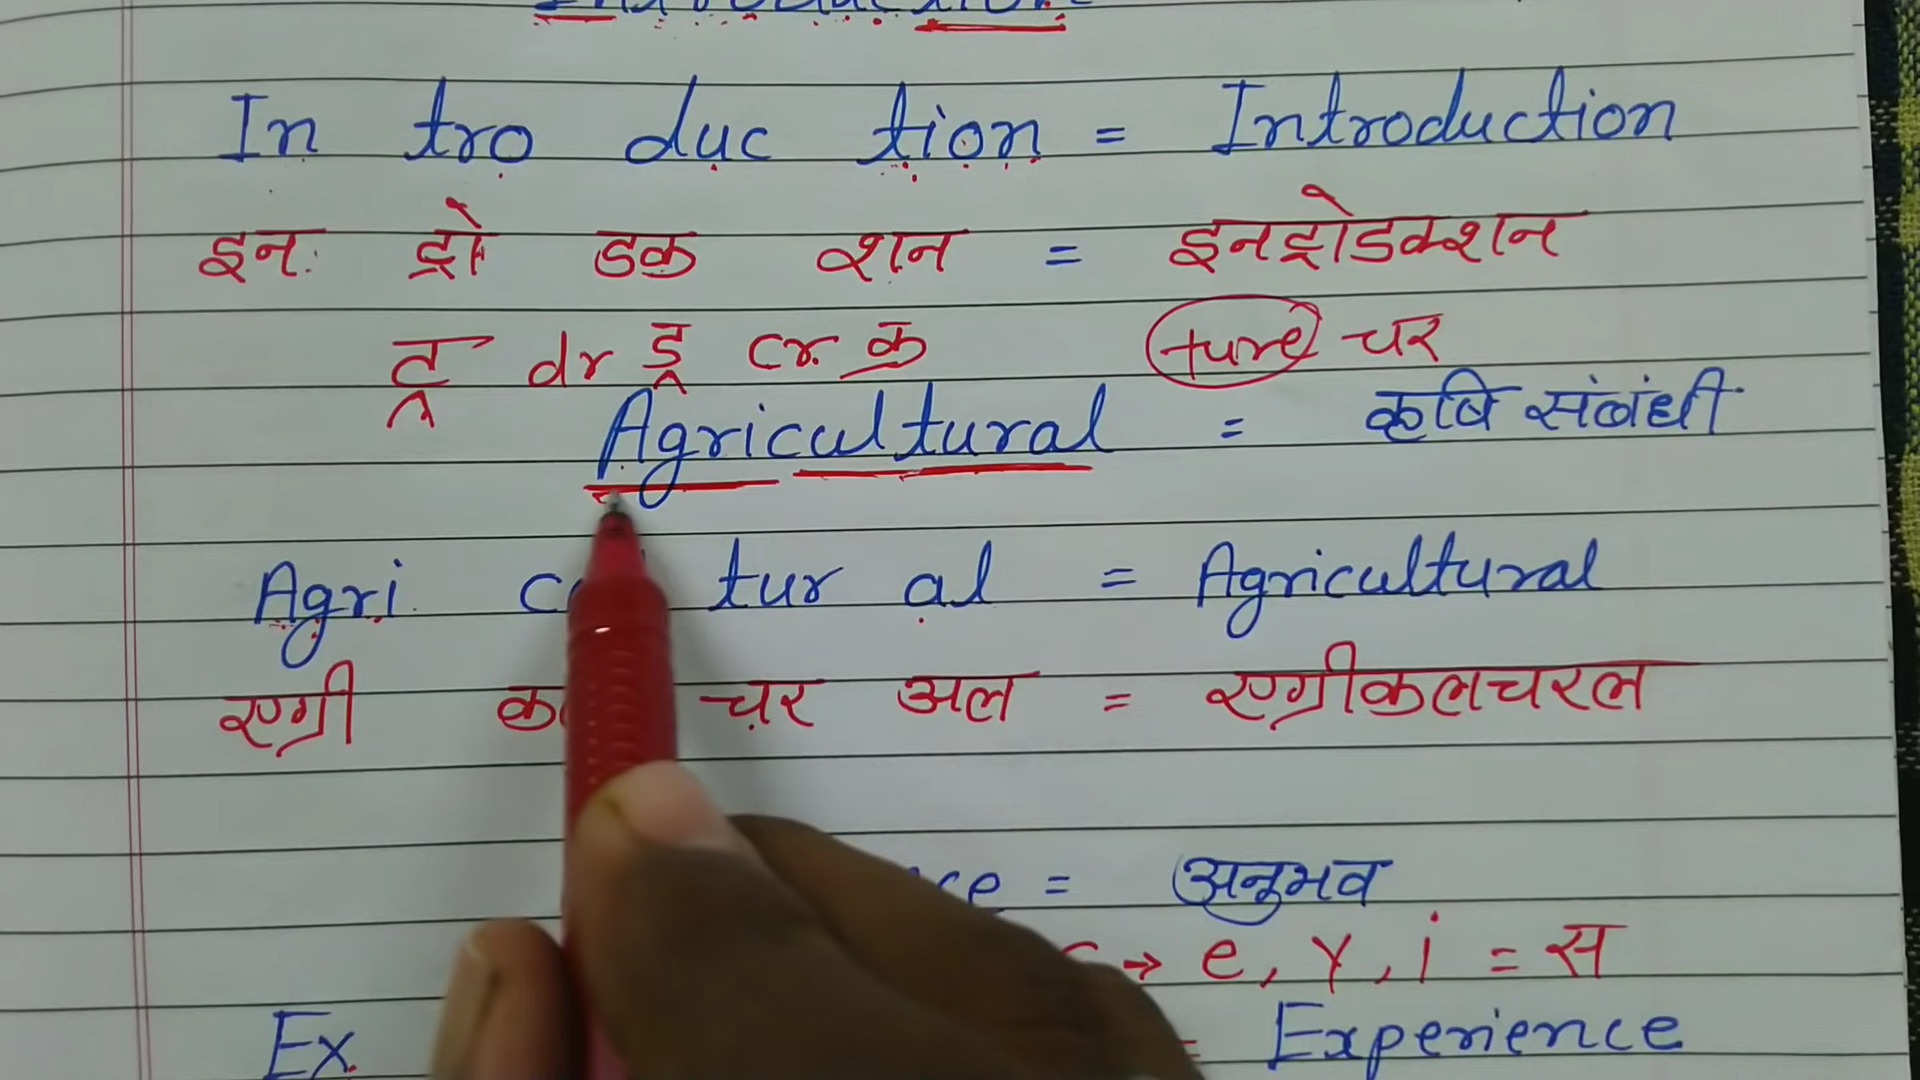 In tro duc tion = Introduction
इन ट्रो डक शन = इनट्रोडक्शन
ट्र dr ड्र cr. क्र (ture) चर
Agricultural = कृषि संबंधी
Agri tur al = Agricultural
एग्री चर अल = एग्रीकलचरल
= अनुभव
→ e, y, i = स
Ex = Experience